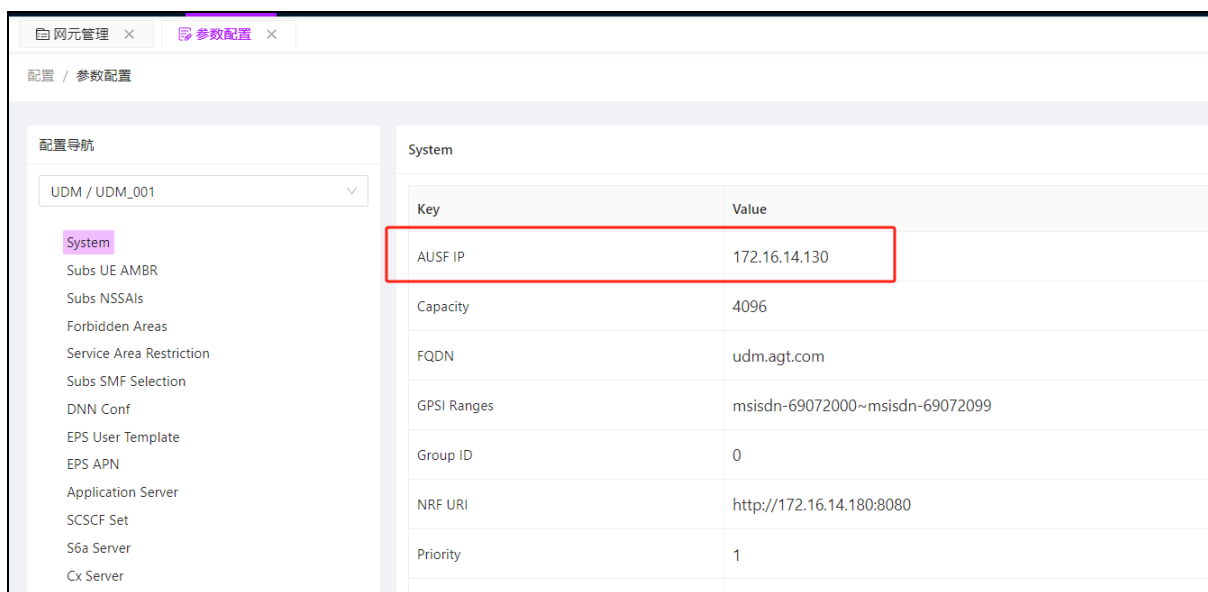 网元管理
参数配置
配置 / 参数配置
配置导航
UDM / UDM_001
System
Subs UE AMBR
Subs NSSAIs
Forbidden Areas
Service Area Restriction
Subs SMF Selection
DNN Conf
EPS User Template
EPS APN
Application Server
SCSCF Set
S6a Server
Cx Server
System
Key Value
AUSF IP 172.16.14.130
Capacity 4096
FQDN udm.agt.com
GPSI Ranges msisdn-69072000~msisdn-69072099
Group ID 0
NRF URI http://172.16.14.180:8080
Priority 1